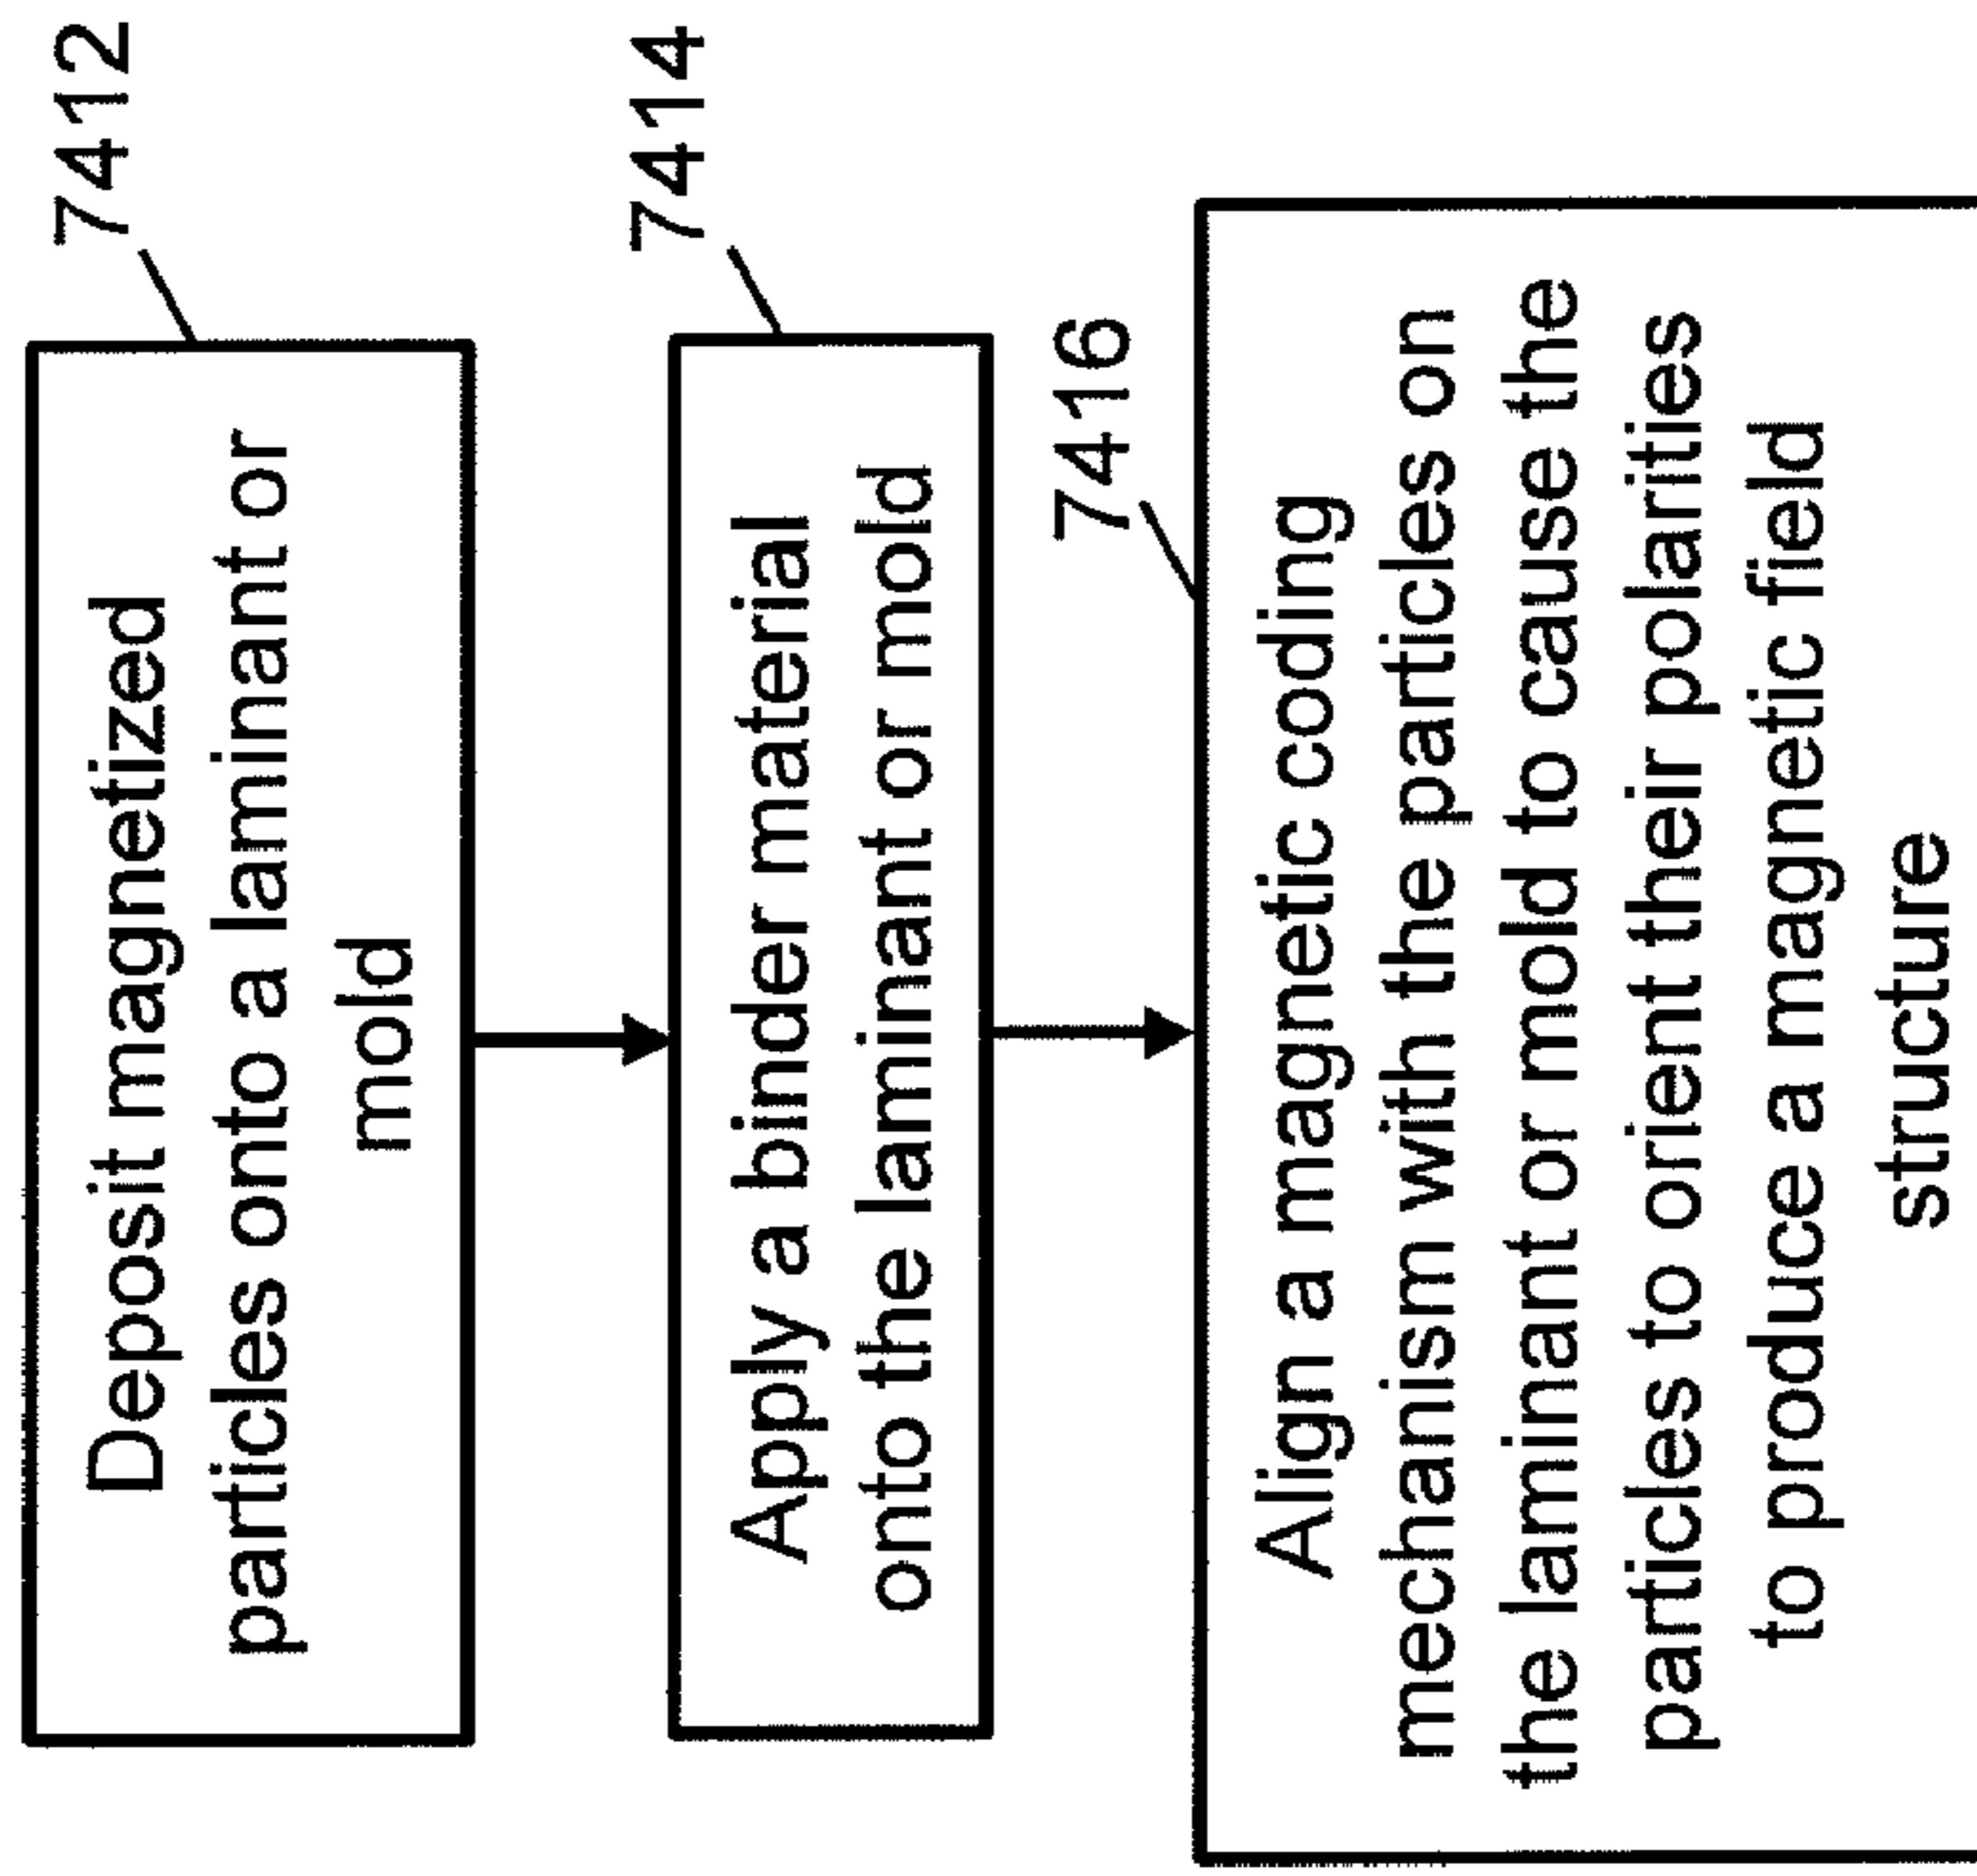 7412
Deposit magnetized
particles onto a laminant or
mold
7414
Apply a binder material
onto the laminant or mold
7416
Align a magnetic coding
mechanism with the particles on
the laminant or mold to cause the
particles to orient their polarities
to produce a magnetic field
structure